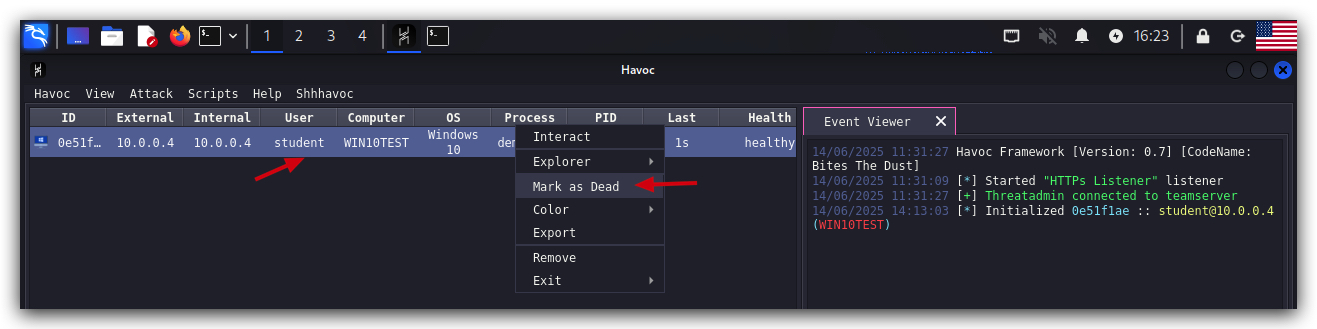 1 2 3 4 16:23
Havoc
Havoc View Attack Scripts Help Shhhavoc
ID External Internal User Computer OS Process PID Last Health
0e51f… 10.0.0.4 10.0.0.4 student WIN10TEST Windows 10 1s healthy
Interact
Explorer
Mark as Dead
Color
Export
Remove
Exit
Event Viewer
14/06/2025 11:31:27 Havoc Framework [Version: 0.7] [CodeName:
Bites The Dust]
14/06/2025 11:31:09 [*] Started "HTTPs Listener" listener
14/06/2025 11:31:27 [+] Threatadmin connected to teamserver
14/06/2025 14:13:03 [*] Initialized 0e51f1ae :: student@10.0.0.4
(WIN10TEST)